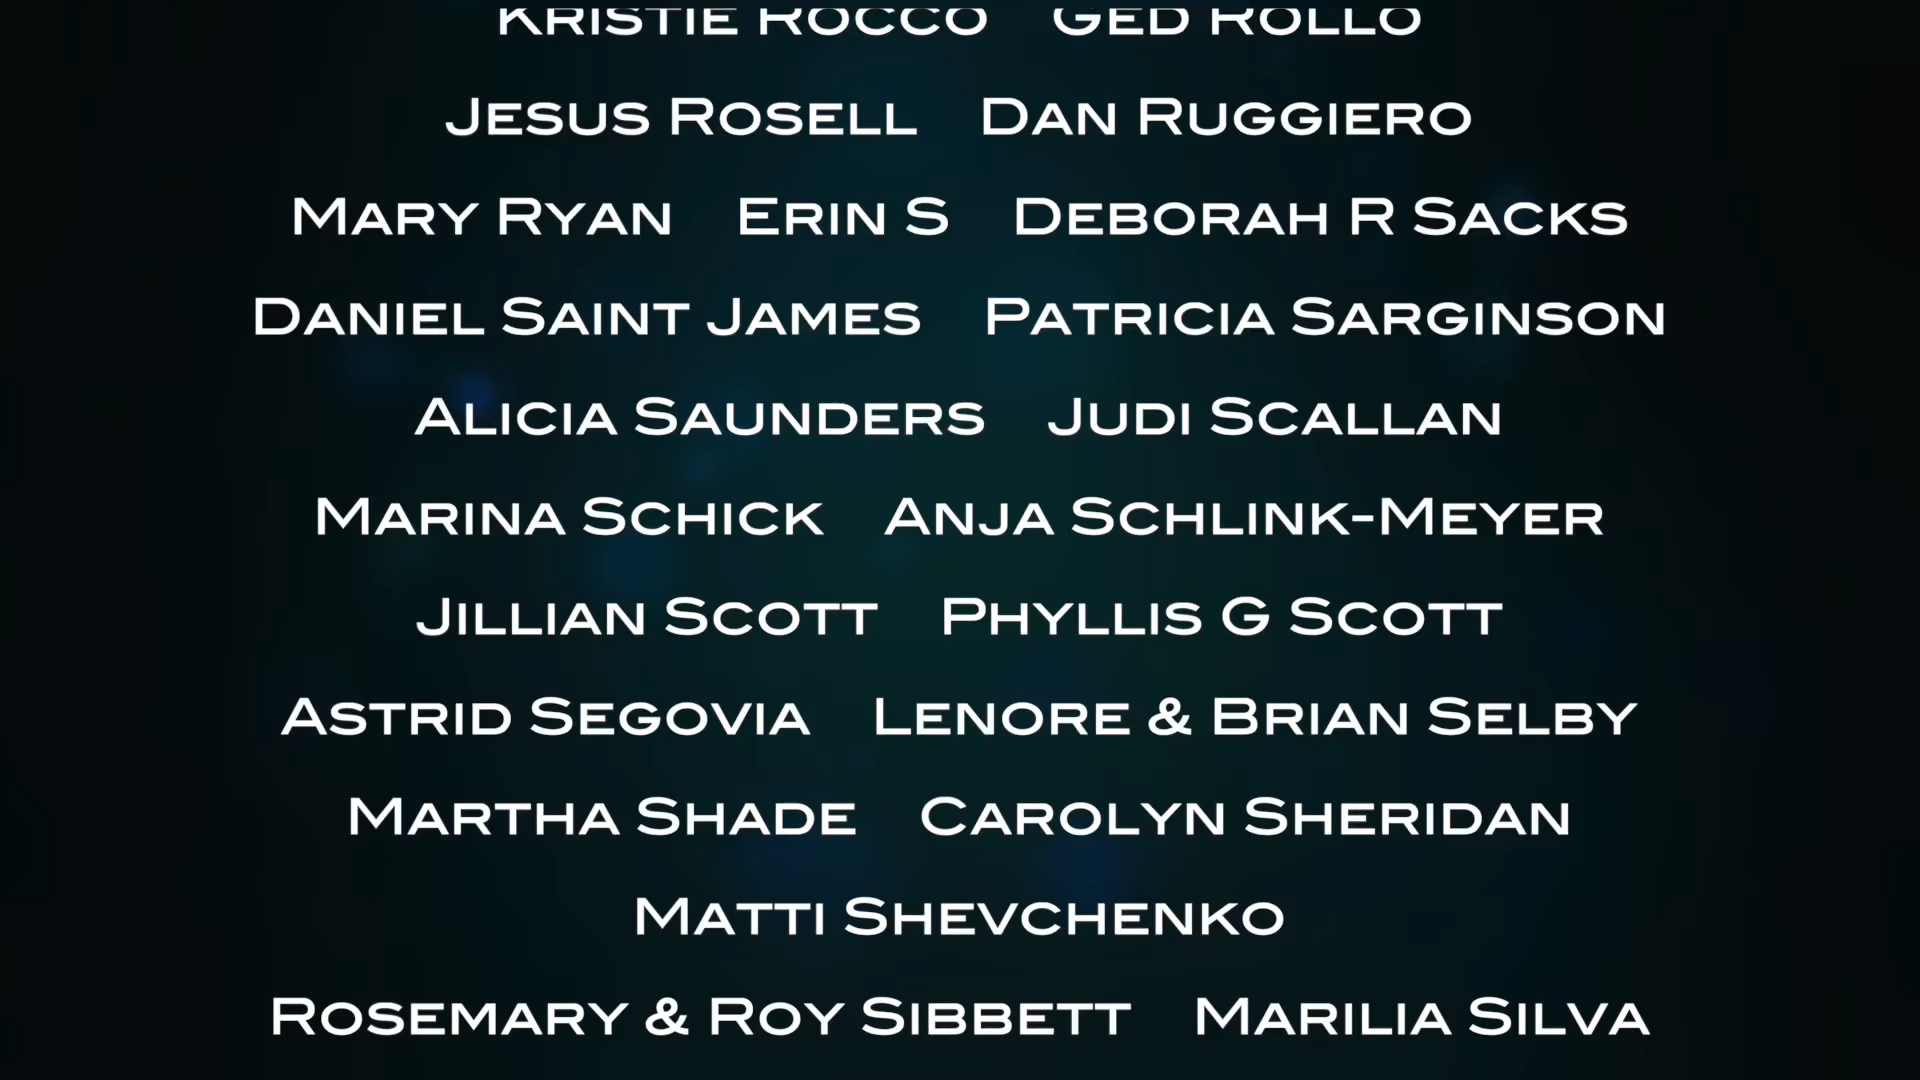 Kristie Rocco Ged Rollo
Jesus Rosell Dan Ruggiero
Mary Ryan Erin S Deborah R Sacks
Daniel Saint James Patricia Sarginson
Alicia Saunders Judi Scallan
Marina Schick Anja Schlink-Meyer
Jillian Scott Phyllis G Scott
Astrid Segovia Lenore & Brian Selby
Martha Shade Carolyn Sheridan
Matti Shevchenko
Rosemary & Roy Sibbett Marilia Silva